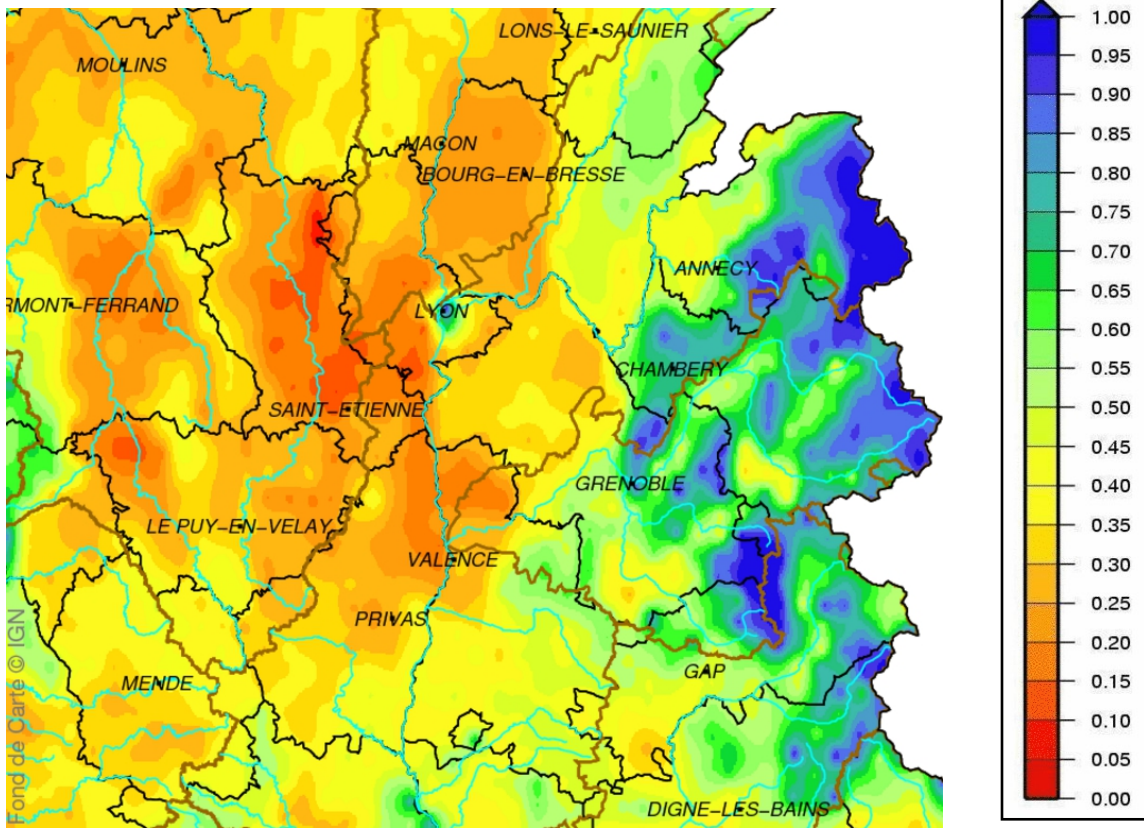 LONS-LE-SAUNIER
MOULINS
MACON
BOURG-EN-BRESSE
ANNECY
RMONT-FERRAND
LYON
CHAMBERY
SAINT-ETIENNE
GRENOBLE
LE PUY-EN-VELAY
VALENCE
PRIVAS
GAP
MENDE
DIGNE-LES-BAINS
Fond de Carte © IGN
1.00
0.95
0.90
0.85
0.80
0.75
0.70
0.65
0.60
0.55
0.50
0.45
0.40
0.35
0.30
0.25
0.20
0.15
0.10
0.05
0.00